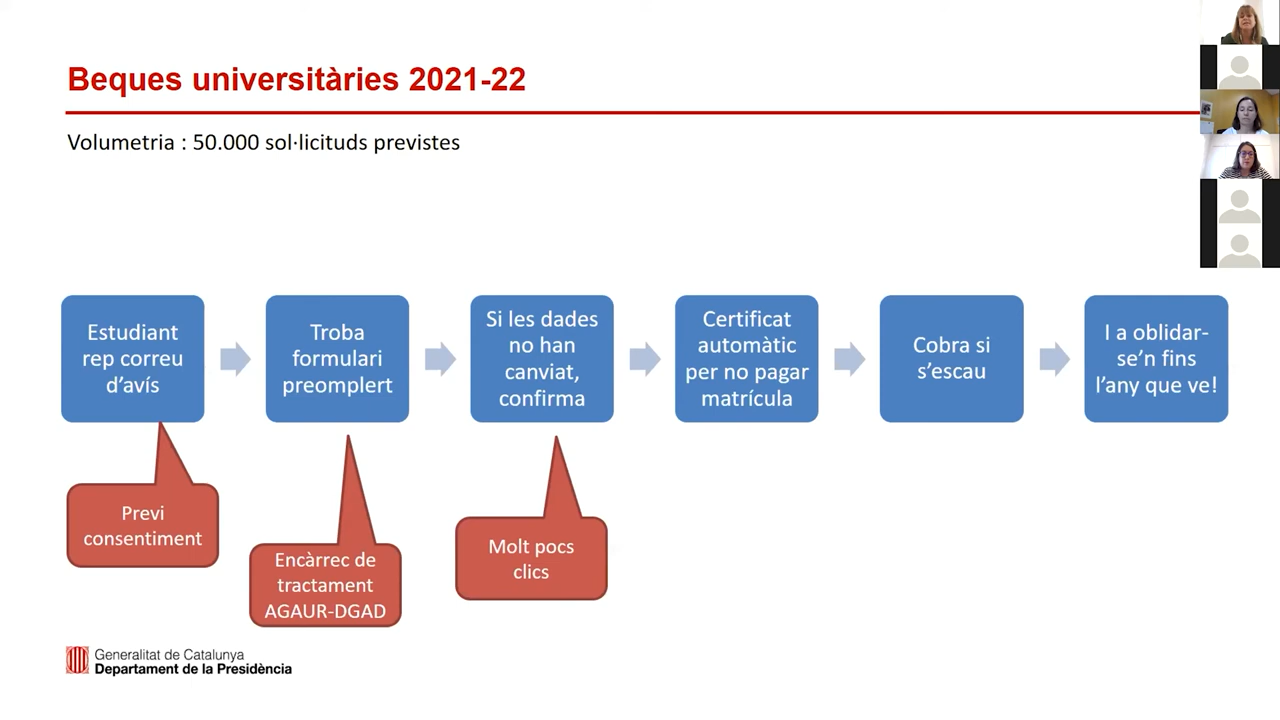 Beques universitàries 2021-22
Volumetria : 50.000 sol·licituds previstes
Estudiant
rep correu
d'avís
Troba
formulari
preomplert
Si les dades
no han
canviat,
confirma
Certificat
automàtic
per no pagar
matrícula
Cobra si
s'escau
I a oblidar-
se'n fins
l'any que ve!
Previ
consentiment
Encàrrec de
tractament
AGAUR-DGAD
Molt pocs
clics
Generalitat de Catalunya
Departament de la Presidència